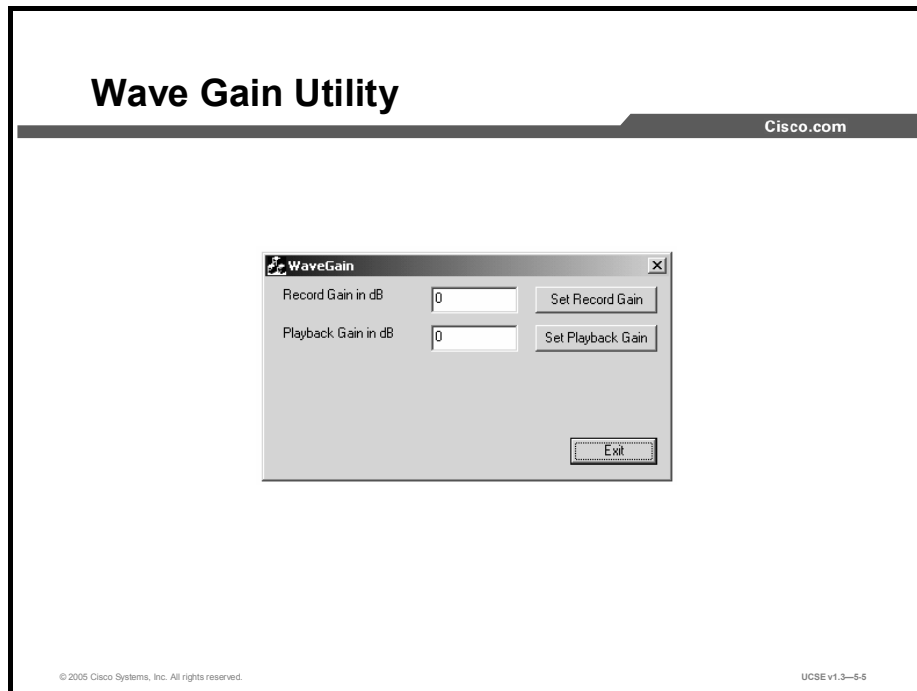 Wave Gain Utility
Cisco.com
WaveGain
Record Gain in dB 0 Set Record Gain
Playback Gain in dB 0 Set Playback Gain
Exit
© 2005 Cisco Systems, Inc. All rights reserved. UCSE v1.3—5-5